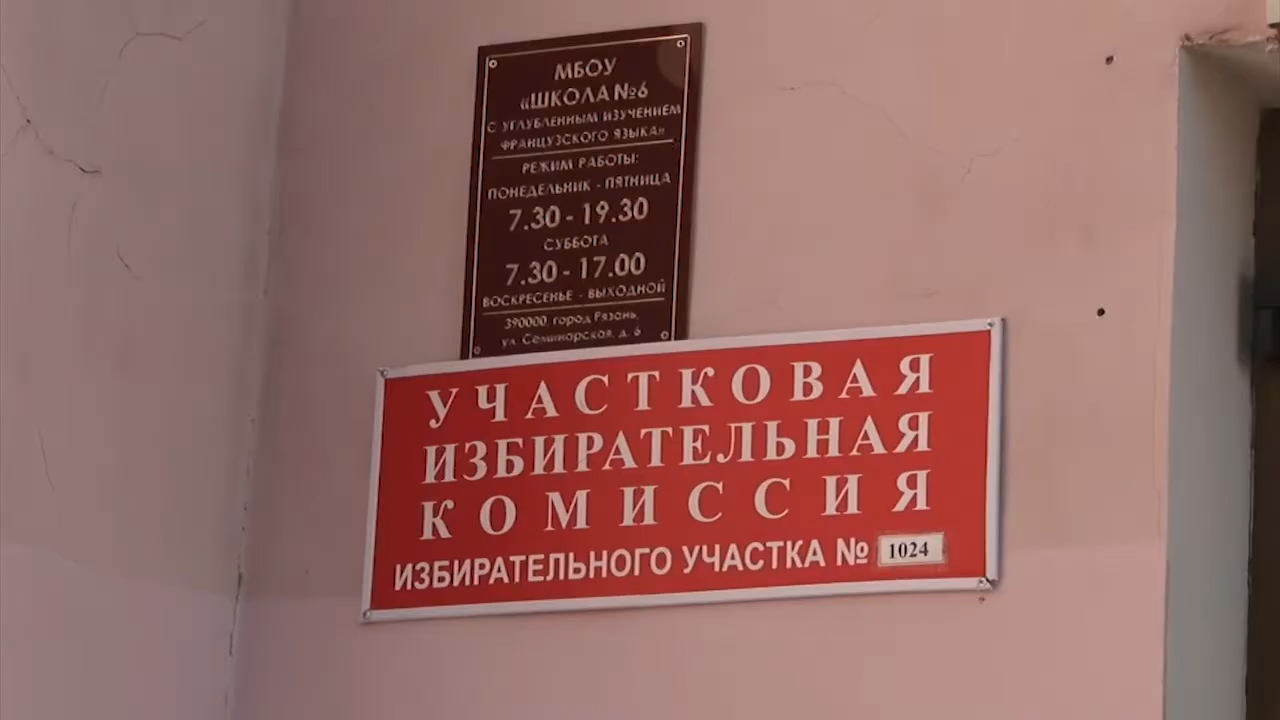 МБОУ
«ШКОЛА №6
С УГЛУБЛЕННЫМ ИЗУЧЕНИЕМ
ФРАНЦУЗСКОГО ЯЗЫКА»
РЕЖИМ РАБОТЫ:
ПОНЕДЕЛЬНИК - ПЯТНИЦА
7.30 - 19.30
СУББОТА
7.30 - 17.00
ВОСКРЕСЕНЬЕ - ВЫХОДНОЙ
390000, город Рязань,
ул. Семинарская, д. 6
УЧАСТКОВАЯ
ИЗБИРАТЕЛЬНАЯ
КОМИССИЯ
ИЗБИРАТЕЛЬНОГО УЧАСТКА № 1024